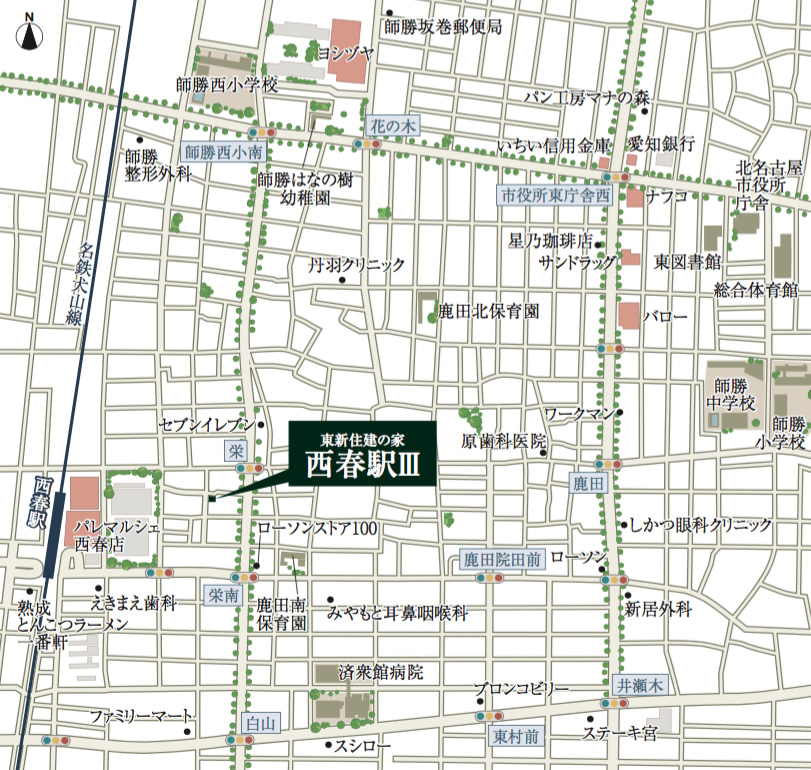 N
師勝坂巻郵便局
ヨシヅヤ
師勝西小学校
パン工房マナの森
花の木
師勝西小南
いちい信用金庫
愛知銀行
師勝
整形外科
師勝はなの樹
幼稚園
北名古屋
市役所
庁舎
市役所東庁舎西
ナフコ
星乃珈琲店
サンドラッグ
東図書館
名鉄犬山線
丹羽クリニック
総合体育館
鹿田北保育園
バロー
師勝
中学校
師勝
小学校
セブンイレブン
ワークマン
東新住建の家
西春駅Ⅲ
原歯科医院
栄
鹿田
西春駅
パレマルシェ
西春店
ローソンストア100
しかつ眼科クリニック
鹿田院田前
ローソン
えきまえ歯科
栄南
鹿田南
保育園
みやもと耳鼻咽喉科
新居外科
熟成
とんこつラーメン
一番軒
済衆館病院
ブロンコビリー
井瀬木
ファミリーマート
白山
スシロー
東村前
ステーキ宮